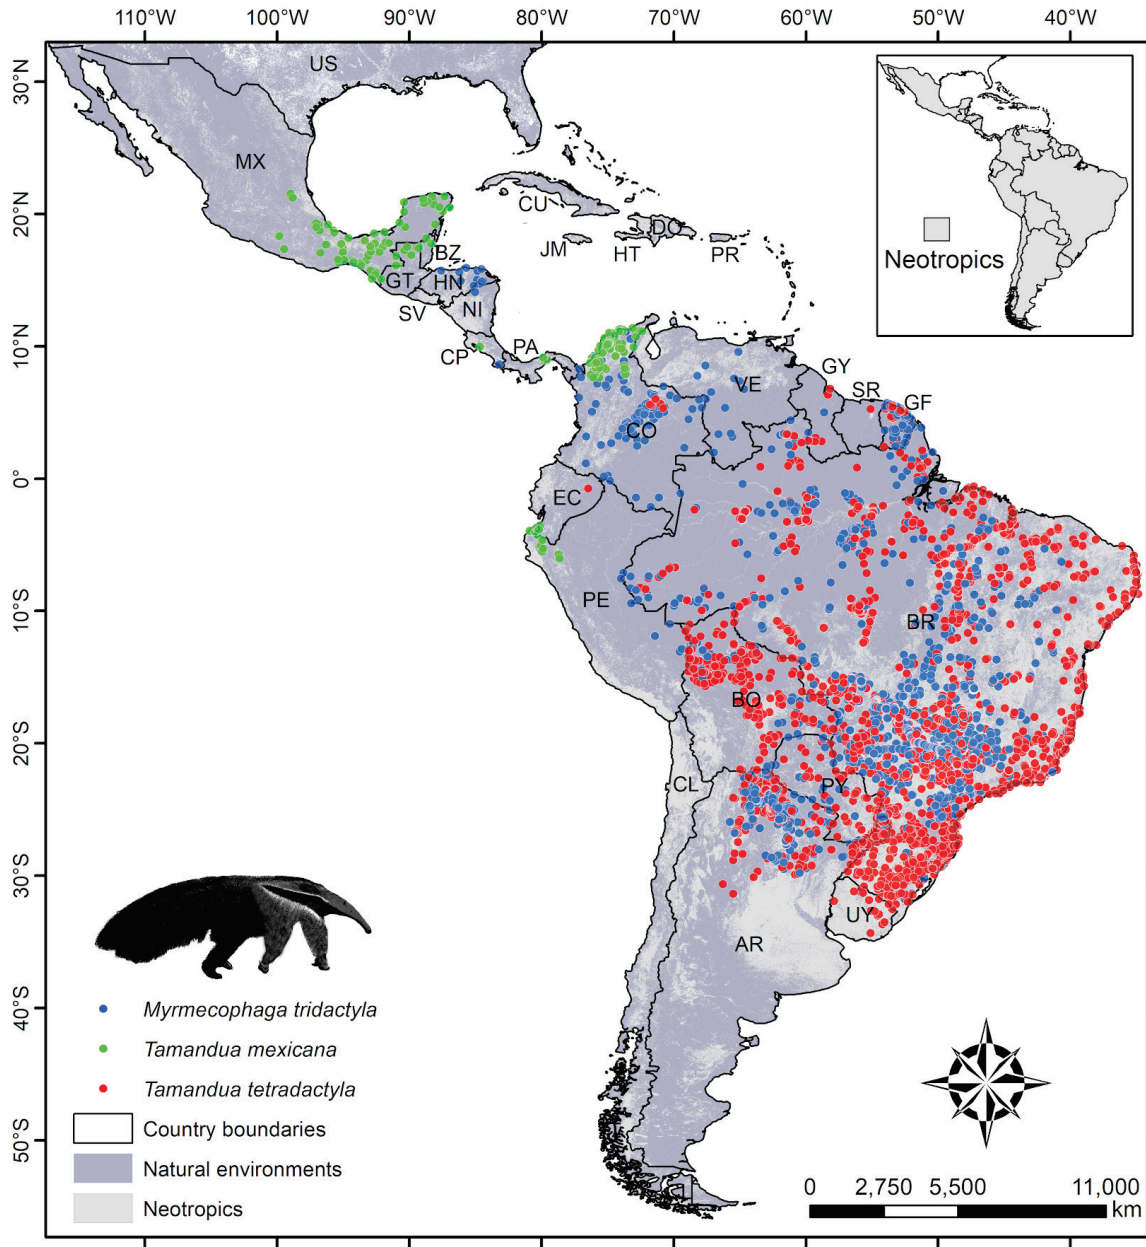 110°W 100°W 90°W 80°W 70°W 60°W 50°W 40°W
30°N
20°N
10°N
0°
10°S
20°S
30°S
40°S
50°S
US
MX
CU
DO
JM
HT
PR
BZ
GT
HN
SV
NI
CP
PA
VE
GY
SR
GF
CO
EC
PE
BR
BO
PY
CL
UY
AR
Neotropics
Myrmecophaga tridactyla
Tamandua mexicana
Tamandua tetradactyla
Country boundaries
Natural environments
Neotropics
0 2,750 5,500 11,000
km